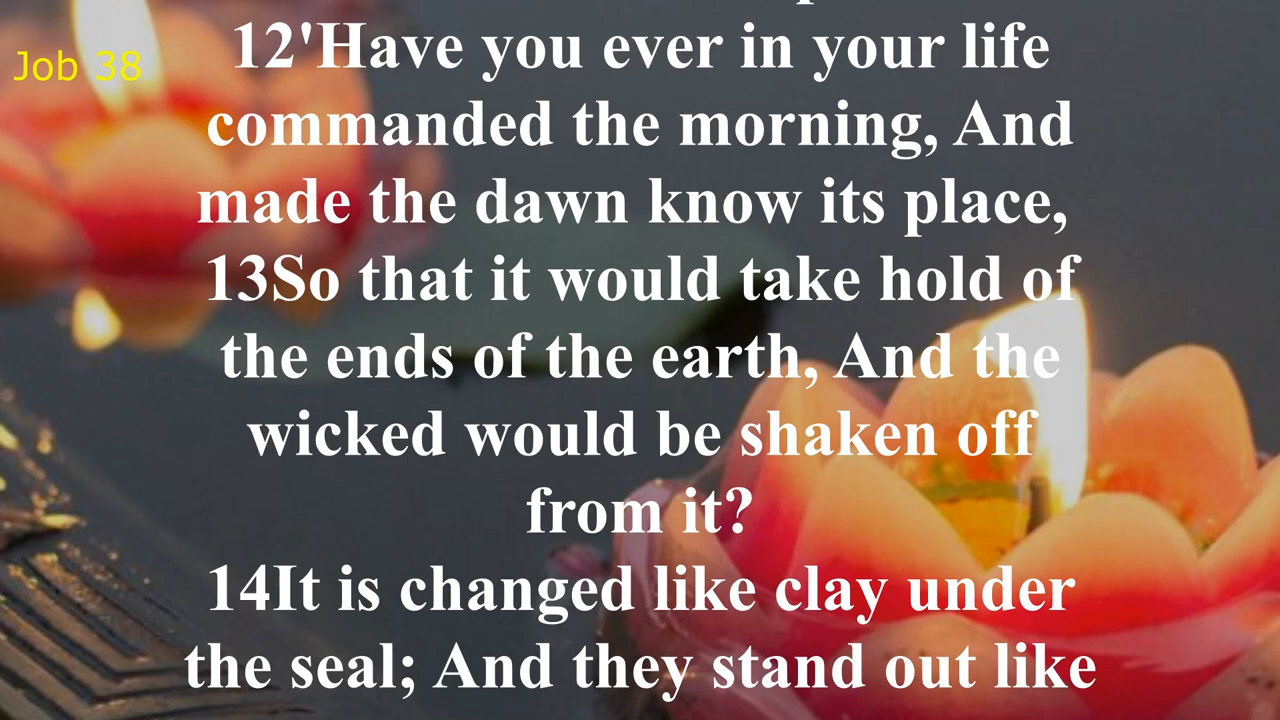 Job 38
12'Have you ever in your life
commanded the morning, And
made the dawn know its place,
13So that it would take hold of
the ends of the earth, And the
wicked would be shaken off
from it?
14It is changed like clay under
the seal; And they stand out like